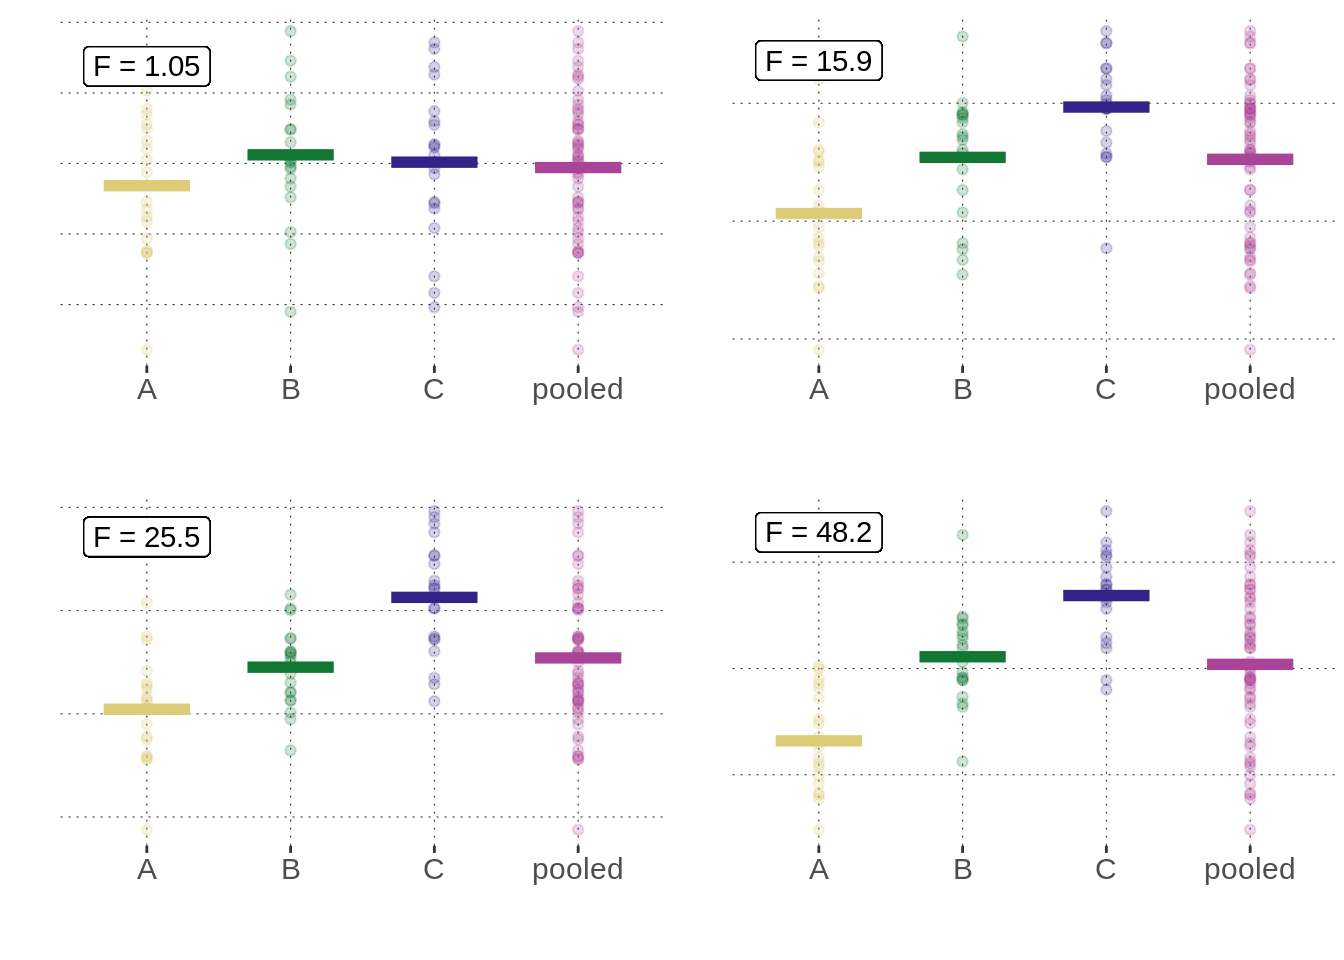 F = 1.05
A B C pooled
F = 15.9
A B C pooled
F = 25.5
A B C pooled
F = 48.2
A B C pooled